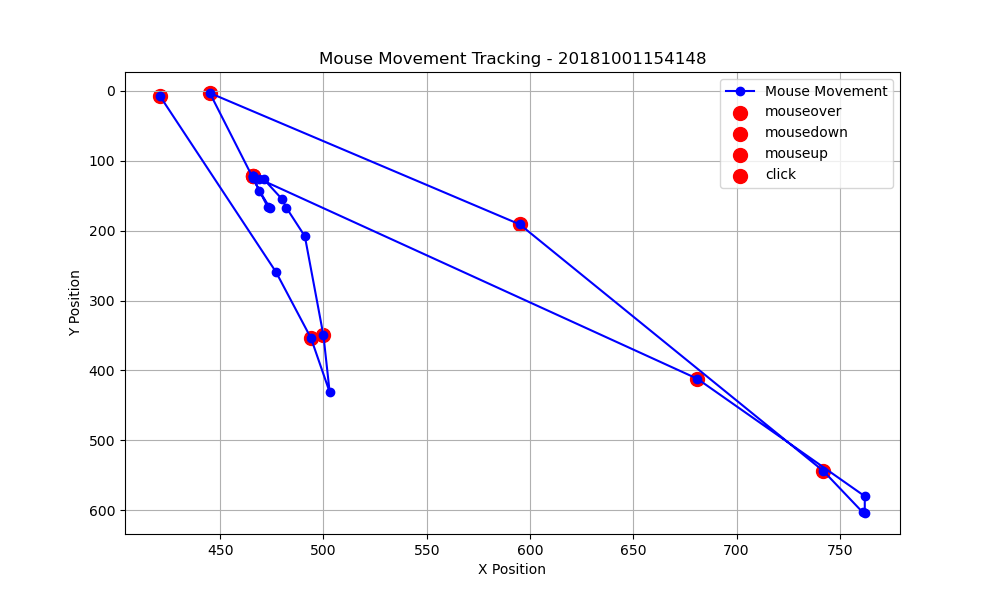 Mouse Movement Tracking - 20181001154148
Mouse Movement
mouseover
mousedown
mouseup
click
Y Position
0
100
200
300
400
500
600
450
500
550
600
650
700
750
X Position